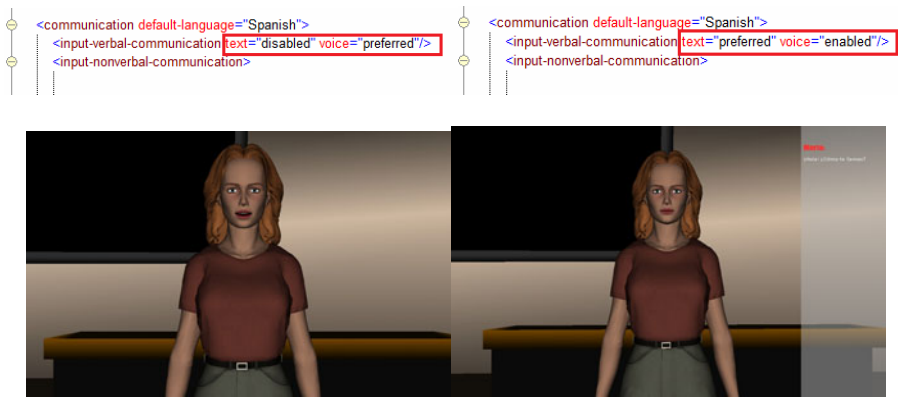 <communication default-language="Spanish">
<input-verbal-communication text="disabled" voice="preferred"/>
<input-nonverbal-communication>
<communication default-language="Spanish">
<input-verbal-communication text="preferred" voice="enabled"/>
<input-nonverbal-communication>